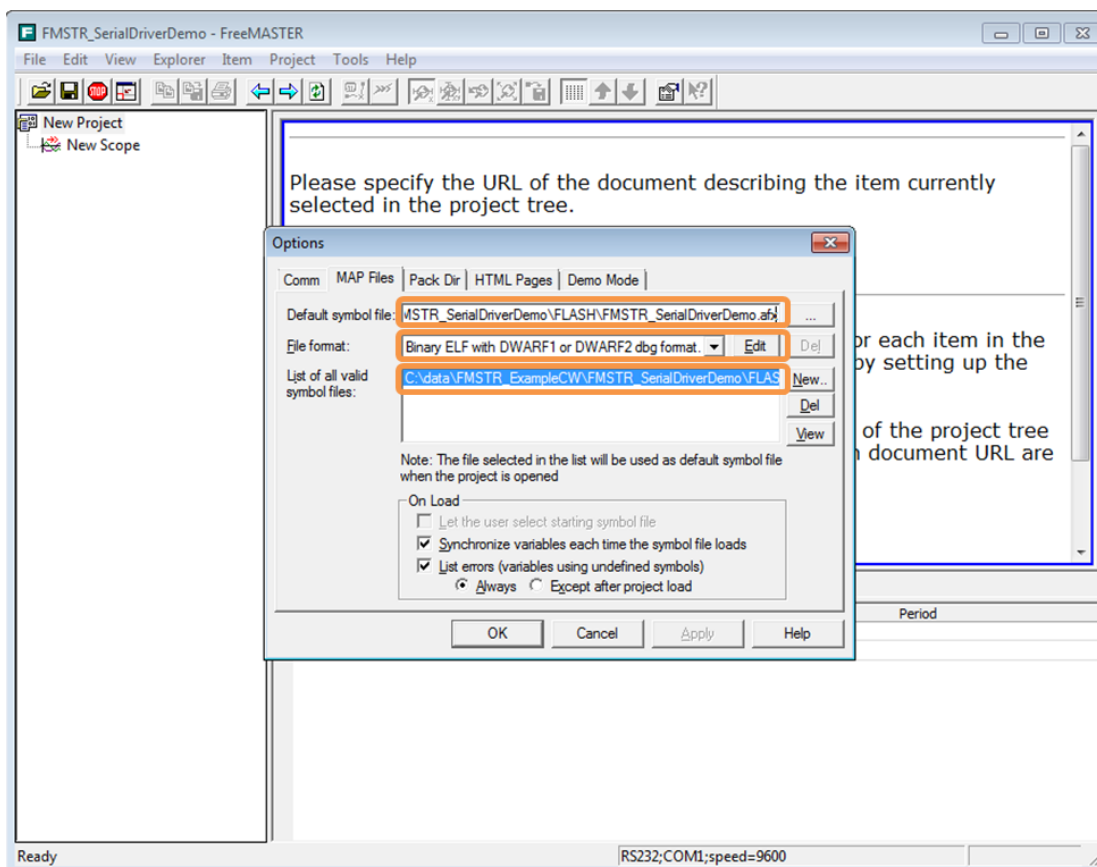 FMSTR_SerialDriverDemo - FreeMASTER
File Edit View Explorer Item Project Tools Help
New Project
New Scope
Please specify the URL of the document describing the item currently
selected in the project tree.
Options
Comm MAP Files Pack Dir HTML Pages Demo Mode
Default symbol file: MSTR_SerialDriverDemo\FLASH\FMSTR_SerialDriverDemo.afx ...
File format: Binary ELF with DWARF1 or DWARF2 dbg format. Edit Del
List of all valid
symbol files:
C:\data\FMSTR_ExampleCW\FMSTR_SerialDriverDemo\FLAS
New..
Del
View
Note: The file selected in the list will be used as default symbol file
when the project is opened
On Load
Let the user select starting symbol file
Synchronize variables each time the symbol file loads
List errors (variables using undefined symbols)
Always Except after project load
OK Cancel Apply Help
or each item in the
by setting up the
of the project tree
document URL are
Period
Ready RS232;COM1;speed=9600